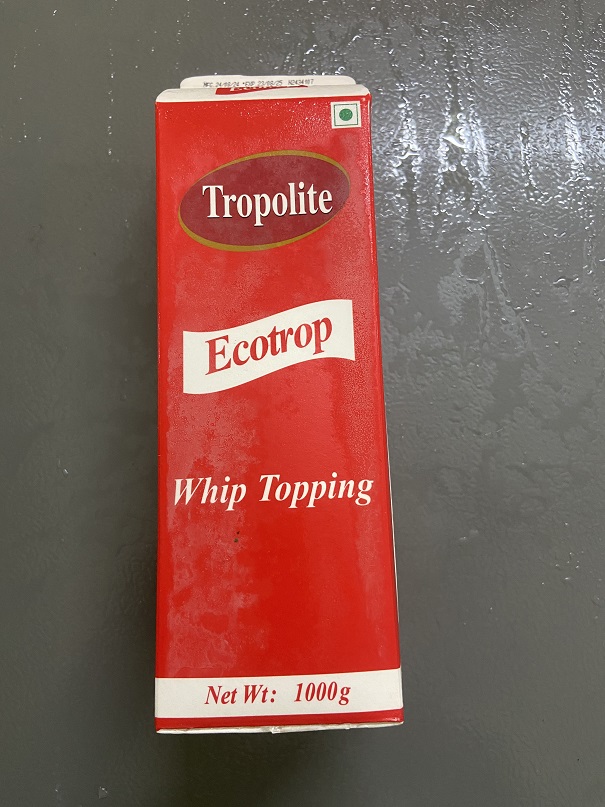 Tropolite
Ecotrop
Whip Topping
Net Wt: 1000g